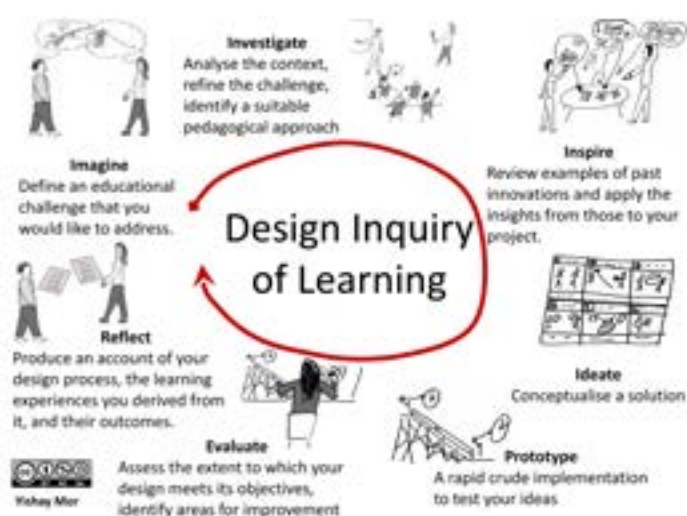 Imagine
Define an educational
challenge that you
would like to address.
Investigate
Analyse the context,
refine the challenge,
identify a suitable
pedagogical approach
Inspire
Review examples of past
innovations and apply the
insights from those to your
project.
Design Inquiry
of Learning
Ideate
Conceptualise a solution
Prototype
A rapid crude implementation
to test your ideas
Evaluate
Assess the extent to which your
design meets its objectives,
identify areas for improvement
Reflect
Produce an account of your
design process, the learning
experiences you derived from
it, and their outcomes.
Yishay Mor